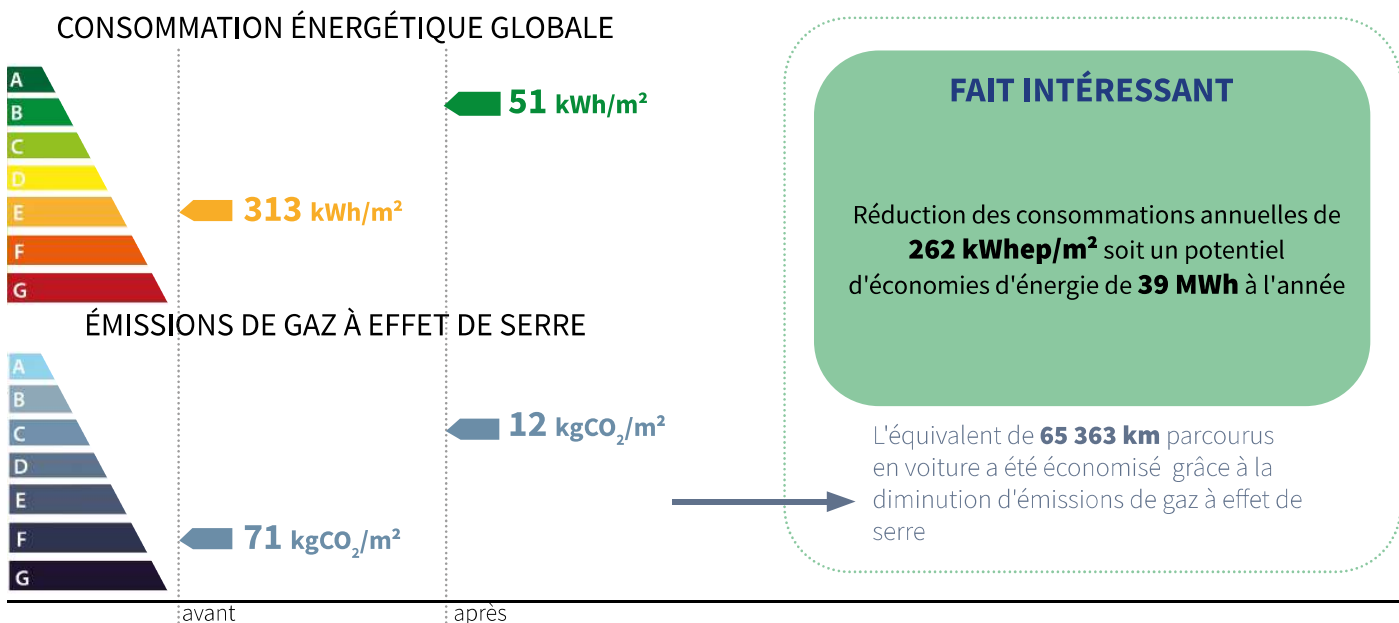 CONSOMMATION ÉNERGÉTIQUE GLOBALE
A
B
C
D
E
F
G
51 kWh/m²
313 kWh/m²
ÉMISSIONS DE GAZ À EFFET DE SERRE
A
B
C
D
E
F
G
12 kgCO₂/m²
71 kgCO₂/m²
avant
après
FAIT INTÉRESSANT
Réduction des consommations annuelles de
262 kWhep/m² soit un potentiel
d'économies d'énergie de 39 MWh à l'année
L'équivalent de 65 363 km parcourus
en voiture a été économisé grâce à la
diminution d'émissions de gaz à effet de
serre